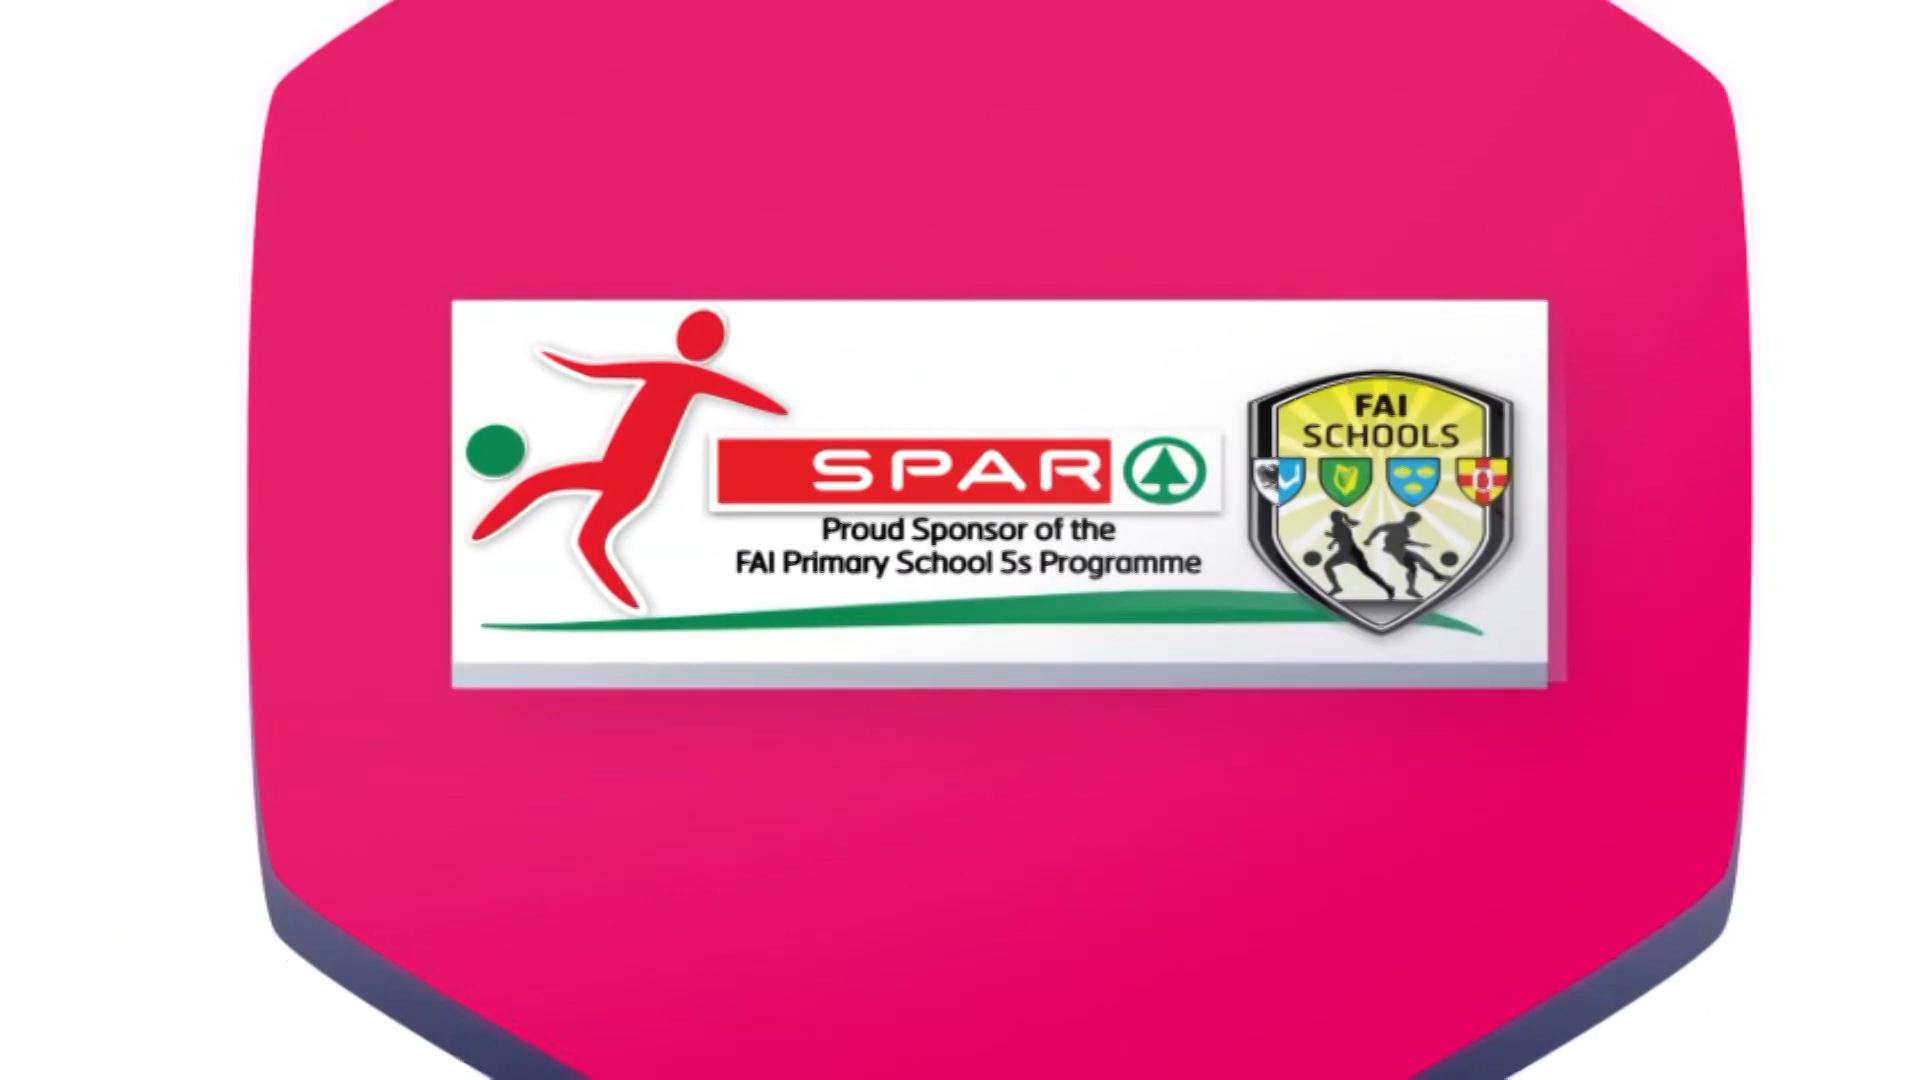 SPAR
Proud Sponsor of the
FAI Primary School 5s Programme
FAI
SCHOOLS